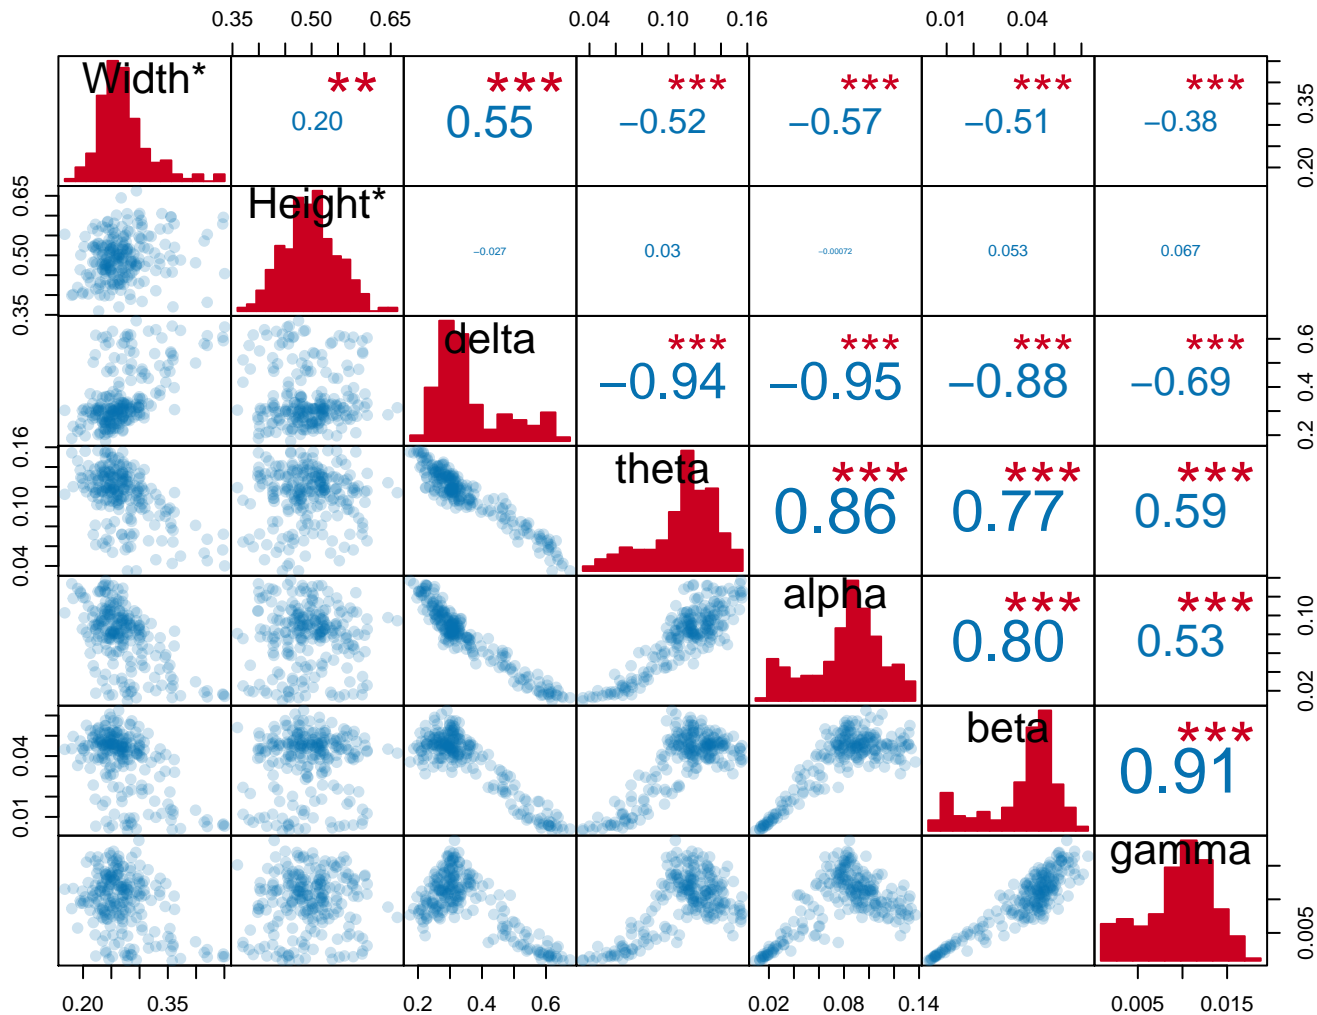 0.35 0.50 0.65 0.04 0.10 0.16 0.01 0.04
Width* ** *** *** *** *** ***
0.20 0.55 −0.52 −0.57 −0.51 −0.38
0.20 0.35
Height*
−0.027 0.03 −0.00072 0.053 0.067
0.35 0.50 0.65
delta *** *** *** ***
−0.94 −0.95 −0.88 −0.69
0.2 0.4 0.6
theta *** *** ***
0.86 0.77 0.59
0.04 0.10 0.16
alpha *** ***
0.80 0.53
0.02 0.10
beta ***
0.91
0.01 0.04
gamma
0.005
0.20 0.35 0.2 0.4 0.6 0.02 0.08 0.14 0.005 0.015